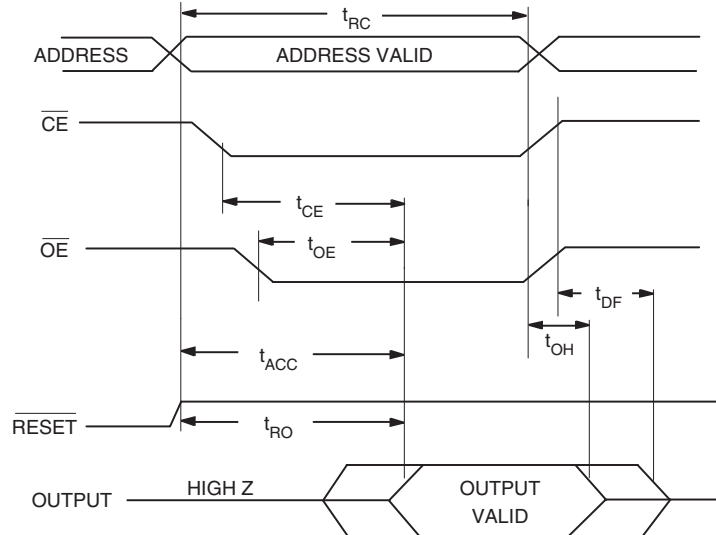 tRC
ADDRESS
ADDRESS VALID
CE
tCE
tOE
OE
tDF
tOH
tACC
RESET
tRO
OUTPUT
HIGH Z
OUTPUT
VALID